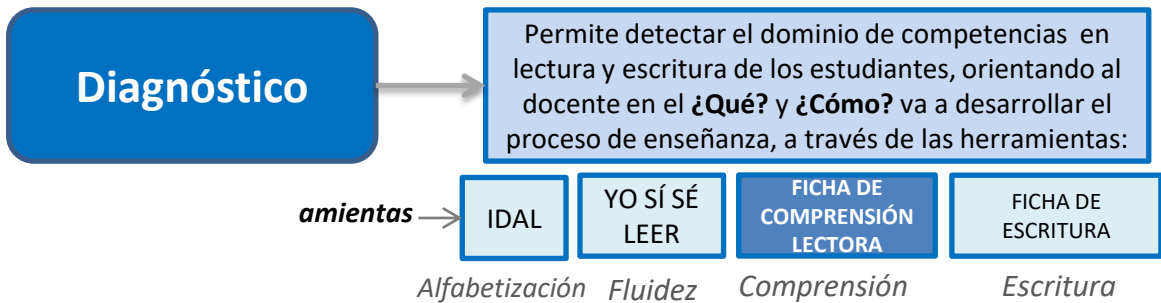 Diagnóstico
Permite detectar el dominio de competencias en
lectura y escritura de los estudiantes, orientando al
docente en el ¿Qué? y ¿Cómo? va a desarrollar el
proceso de enseñanza, a través de las herramientas:
amientas
IDAL
YO SÍ SÉ
LEER
FICHA DE
COMPRENSIÓN
LECTORA
FICHA DE
ESCRITURA
Alfabetización
Fluidez
Comprensión
Escritura